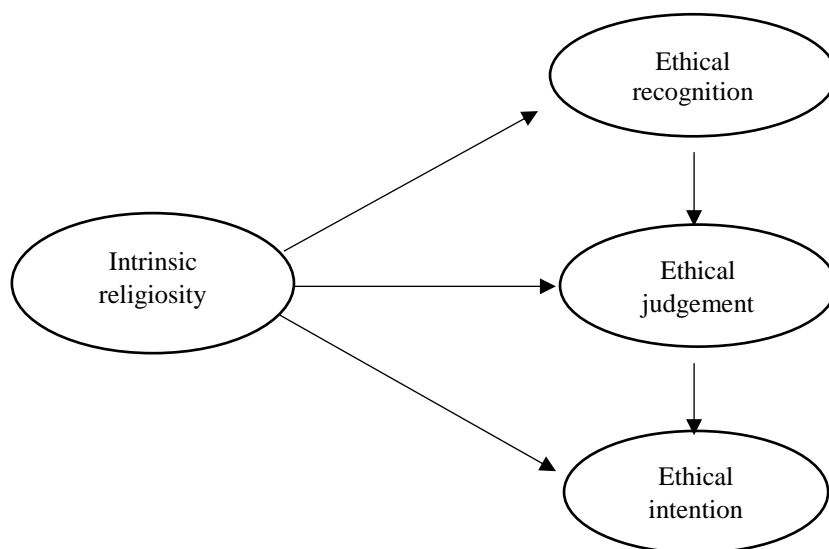 Ethical
recognition
Intrinsic
religiosity
Ethical
judgement
Ethical
intention